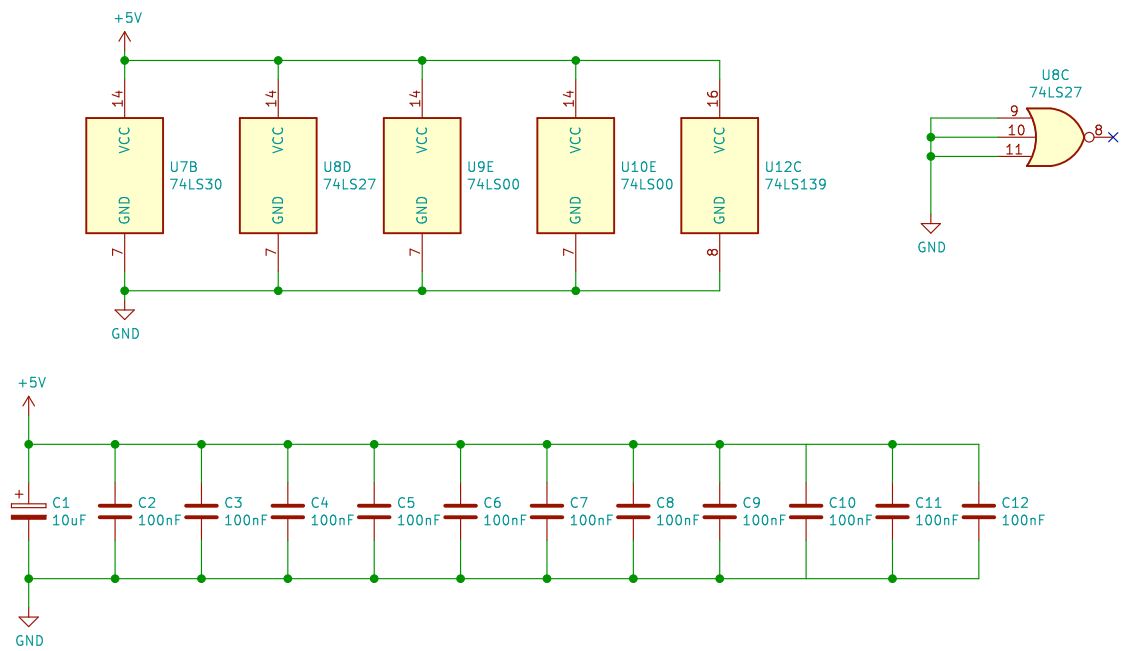 +5V
14
14
14
14
16
VCC
VCC
VCC
VCC
VCC
U7B
74LS30
U8D
74LS27
U9E
74LS00
U10E
74LS00
U12C
74LS139
GND
GND
GND
GND
GND
7
7
7
7
8
GND
U8C
74LS27
9
10
11
8
GND
+5V
+
C1
10uF
C2
100nF
C3
100nF
C4
100nF
C5
100nF
C6
100nF
C7
100nF
C8
100nF
C9
100nF
C10
100nF
C11
100nF
C12
100nF
GND